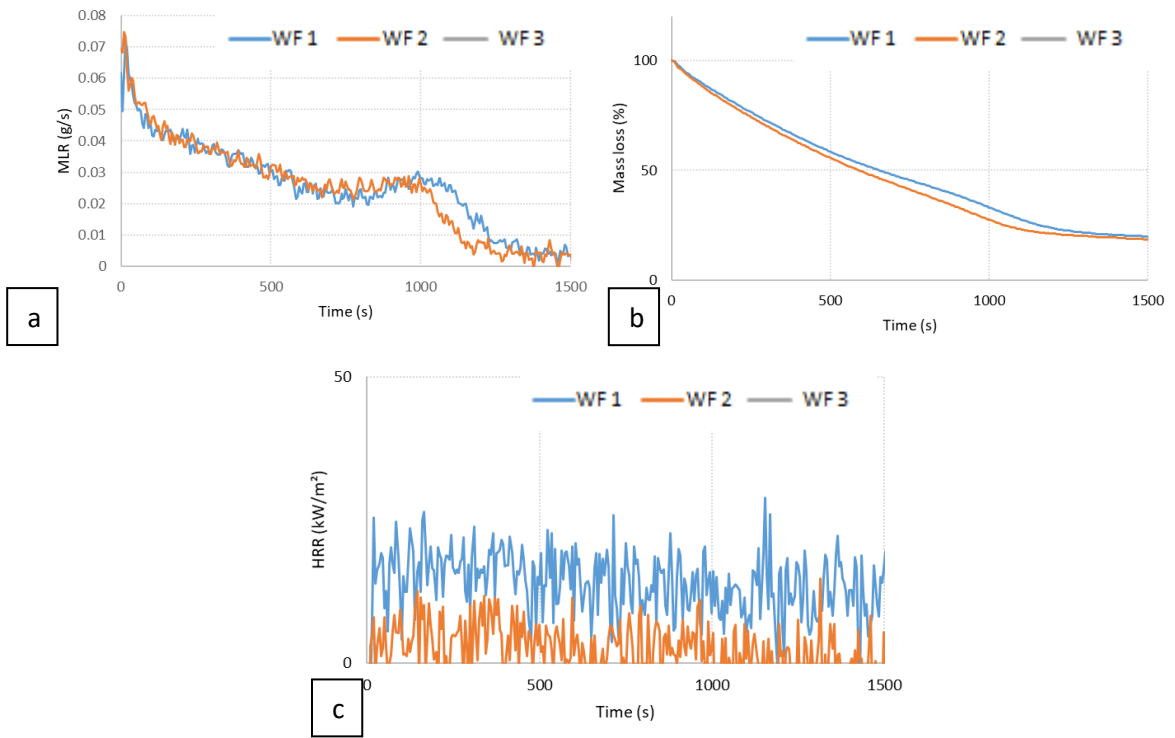 0.08
0.07
0.06
0.05
0.04
0.03
0.02
0.01
0
MLR (g/s)
WF 1 WF 2 WF 3
0 500 1000 1500
Time (s)
a
100
50
0
Mass loss (%)
WF 1 WF 2 WF 3
0 500 1000 1500
Time (s)
b
50
0
HRR (kW/m²)
WF 1 WF 2 WF 3
0 500 1000 1500
Time (s)
c